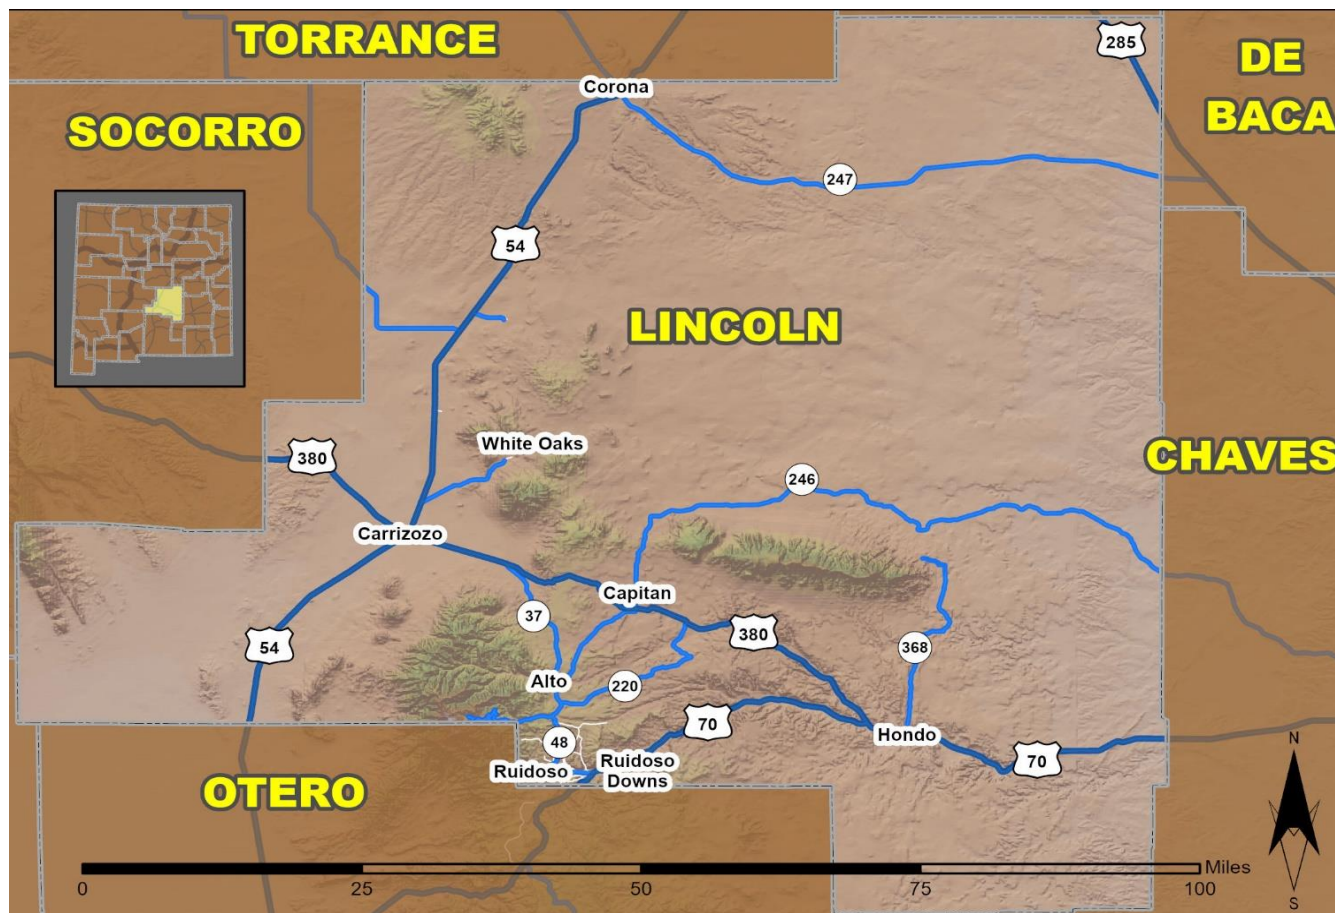 TORRANCE
285
DE
BACA
Corona
SOCORRO
247
54
LINCOLN
White Oaks
CHAVES
380
246
Carrizozo
Capitan
37
380
54
368
Alto
220
70
Hondo
48
70
Ruidoso
Ruidoso
Downs
OTERO
N
S
Miles
0
25
50
75
100